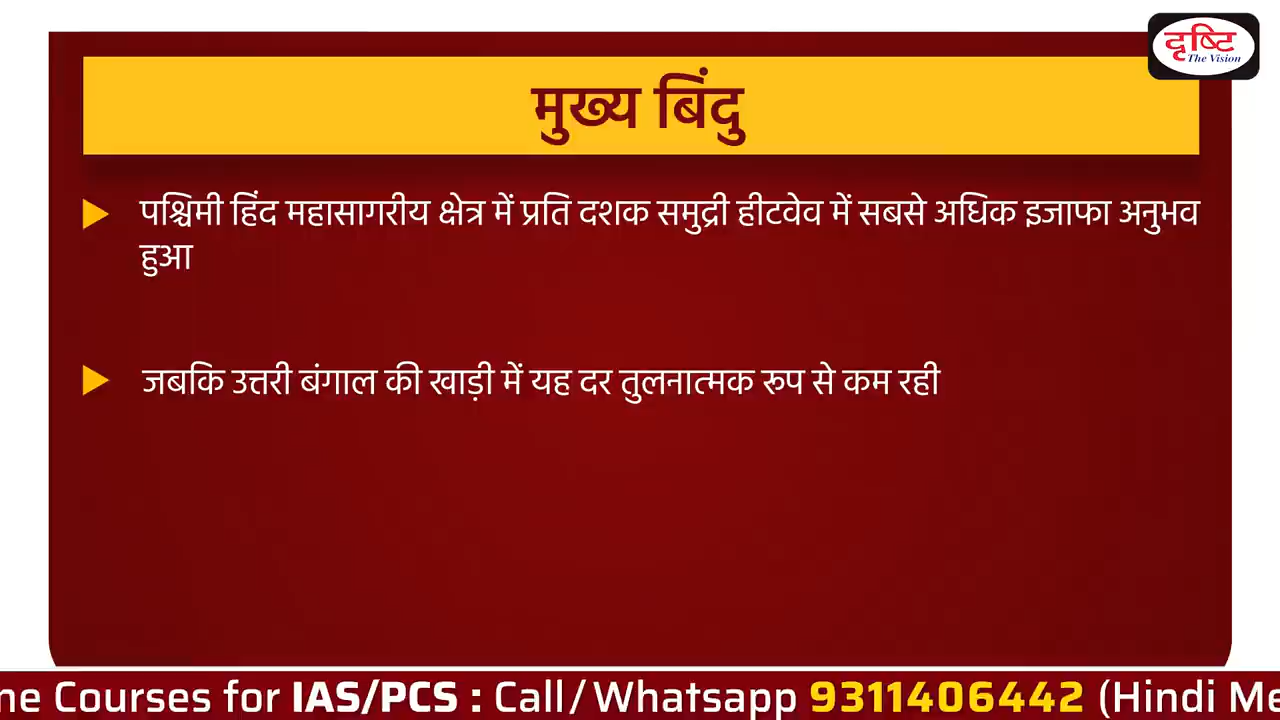 दृष्टि
The Vision
मुख्य बिंदु
पश्चिमी हिंद महासागरीय क्षेत्र में प्रति दशक समुद्री हीटवेव में सबसे अधिक इजाफा अनुभव
हुआ
जबकि उत्तरी बंगाल की खाड़ी में यह दर तुलनात्मक रूप से कम रही
ne Courses for IAS/PCS : Call/Whatsapp 9311406442 (Hindi Me